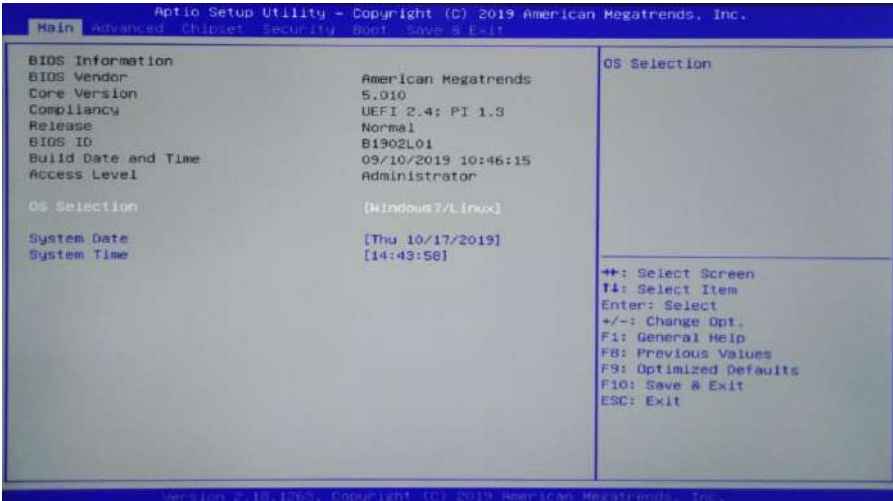 Aptio Setup Utility – Copyright (C) 2019 American Megatrends, Inc.
Main Advanced Chipset Security Boot Save & Exit
BIOS Information
BIOS Vendor American Megatrends
Core Version 5.010
Compliancy UEFI 2.4; PI 1.3
Release Normal
BIOS ID B1902L01
Build Date and Time 09/10/2019 10:46:15
Access Level Administrator
OS Selection [Windows7/Linux]
System Date [Thu 10/17/2019]
System Time [14:43:58]
OS Selection
→←: Select Screen
↑↓: Select Item
Enter: Select
+/-: Change Opt.
F1: General Help
F8: Previous Values
F9: Optimized Defaults
F10: Save & Exit
ESC: Exit
Version 2.18.1263. Copyright (C) 2019 American Megatrends, Inc.